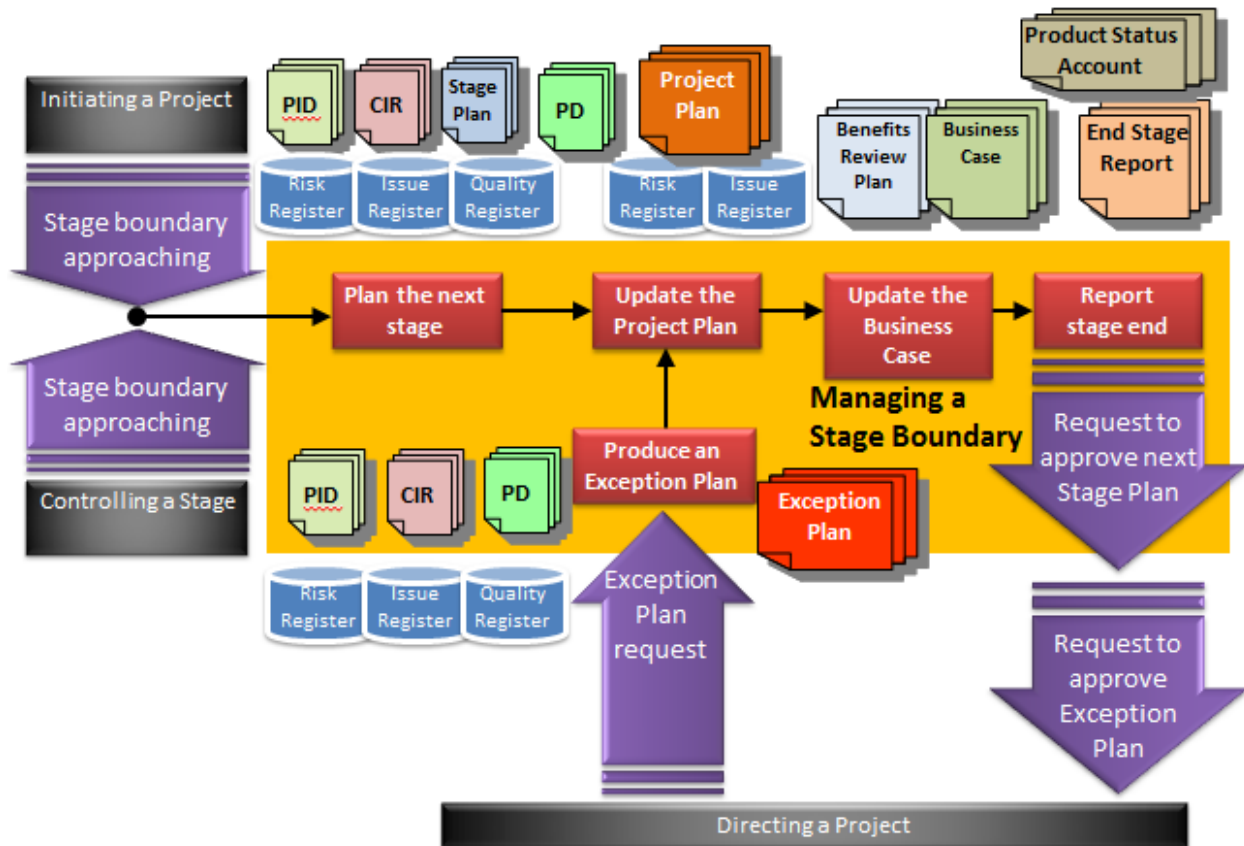 Product Status
Account
Initiating a Project
PID
CIR
Stage
Plan
PD
Project
Plan
Benefits
Review
Plan
Business
Case
End Stage
Report
Risk
Register
Issue
Register
Quality
Register
Risk
Register
Issue
Register
Stage boundary
approaching
Plan the next
stage
Update the
Project Plan
Update the
Business
Case
Report
stage end
Stage boundary
approaching
Managing a
Stage Boundary
Request to
approve next
Stage Plan
Controlling a Stage
PID
CIR
PD
Produce an
Exception Plan
Exception
Plan
Risk
Register
Issue
Register
Quality
Register
Exception
Plan
request
Request to
approve
Exception
Plan
Directing a Project